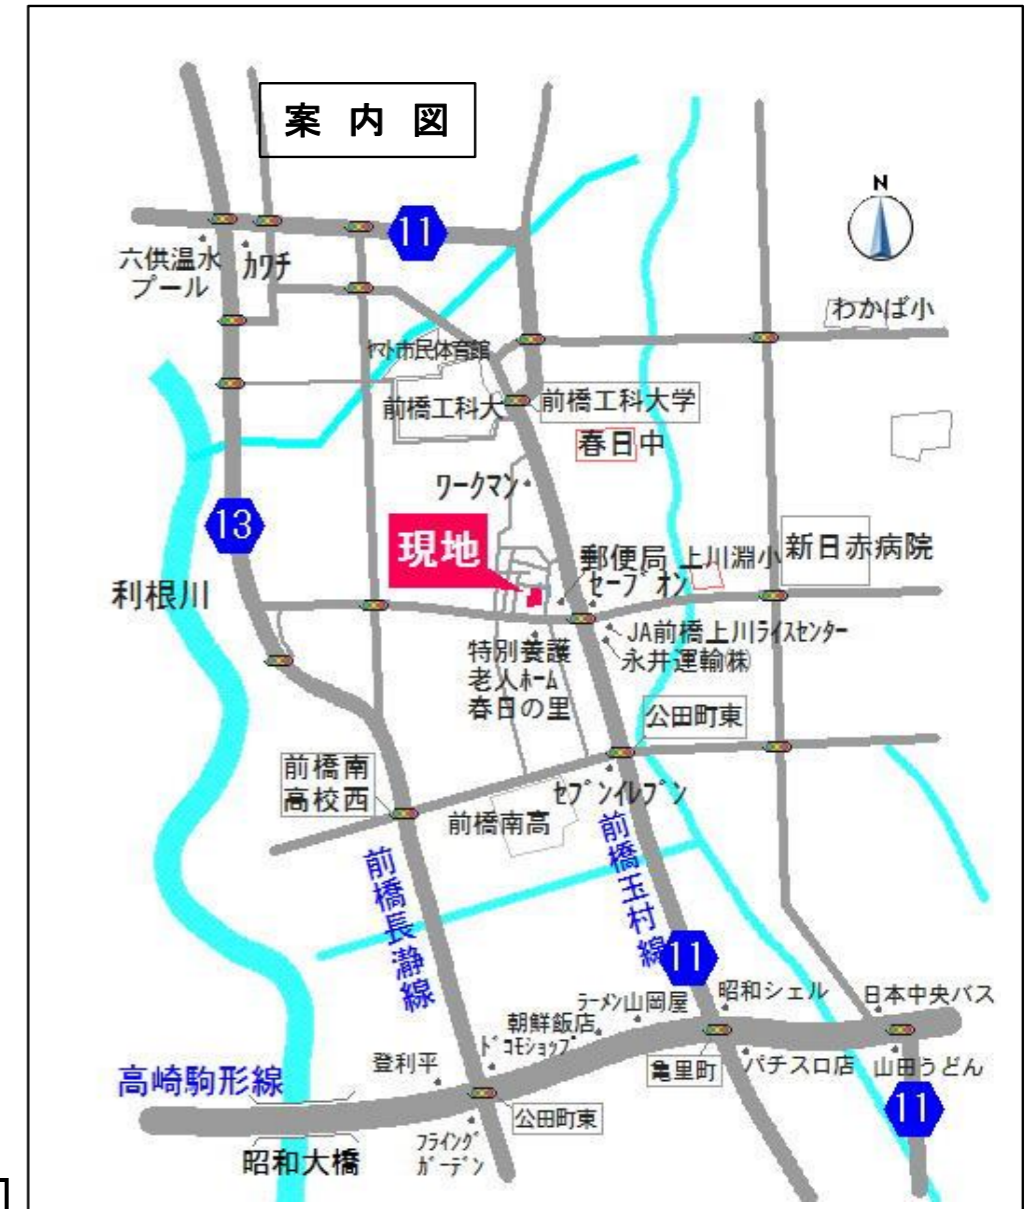 案 内 図
N
11
六供温水
プール
カワチ
わかば小
ヤマト市民体育館
前橋工科大
前橋工科大学
春日中
ワークマン
13
現地
郵便局
上川淵小
新日赤病院
セーブオン
利根川
JA前橋上川ライスセンター
永井運輸㈱
特別養護
老人ホーム
春日の里
公田町東
前橋南
高校西
セブンイレブン
前橋南高
前橋長瀞線
前橋玉村線
11
昭和シェル
日本中央バス
ラーメン山岡屋
朝鮮飯店
ドコモショップ
登利平
亀里町
パチスロ店
山田うどん
高崎駒形線
公田町東
11
フライング
ガーデン
昭和大橋